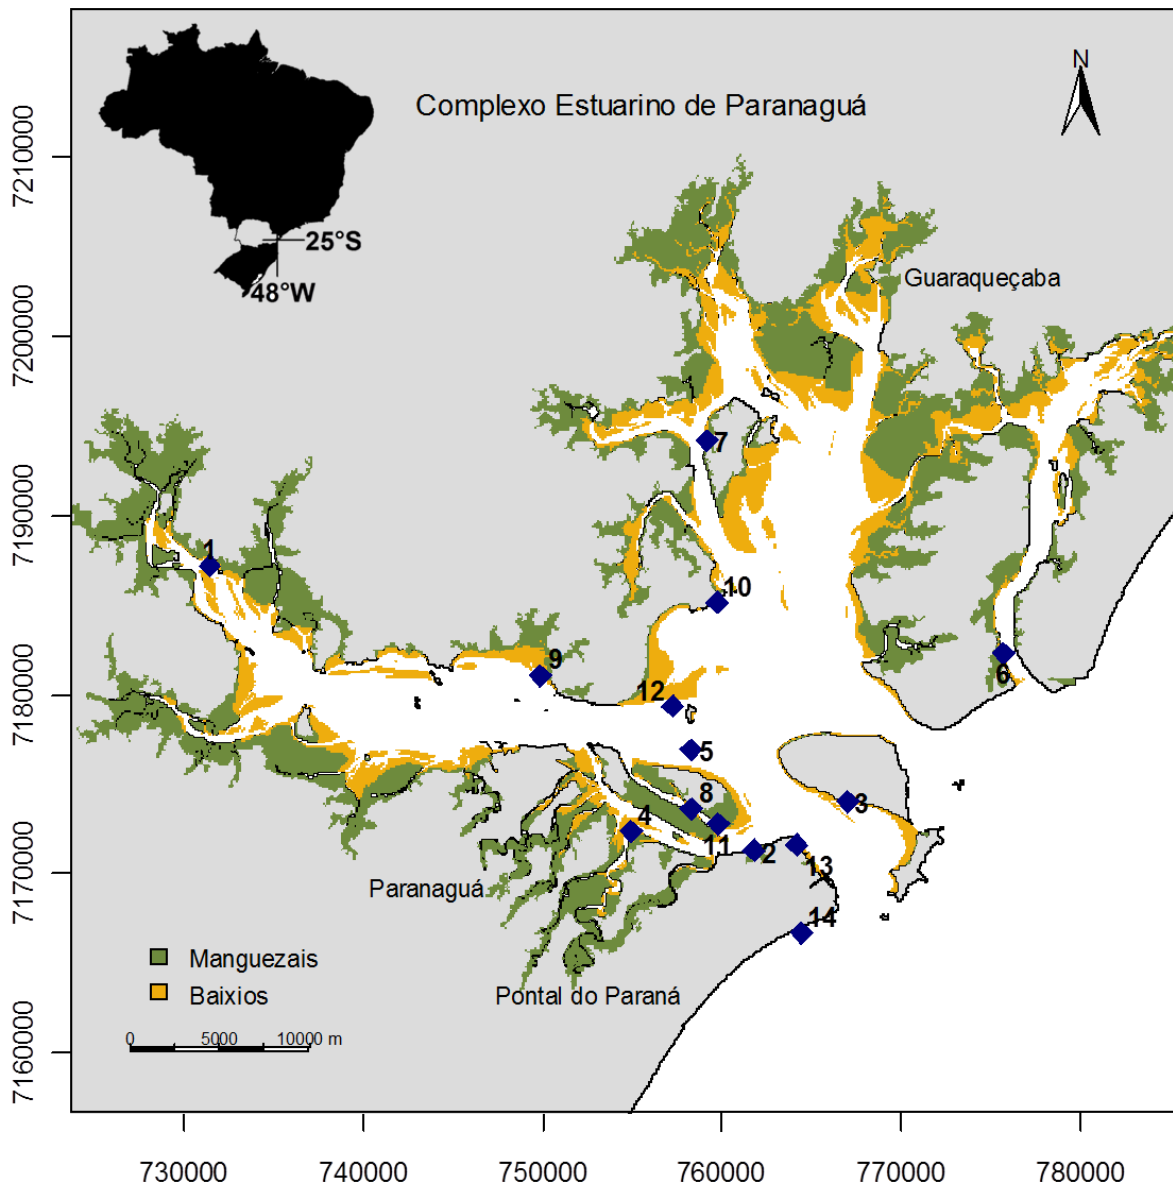 N
Complexo Estuarino de Paranaguá
25°S
48°W
Guaraqueçaba
7
1
10
9
6
12
5
8
3
4
11
2
13
14
Paranaguá
Pontal do Paraná
Manguezais
Baixios
0 5000 10000 m
7210000
7200000
7190000
7180000
7170000
7160000
730000 740000 750000 760000 770000 780000